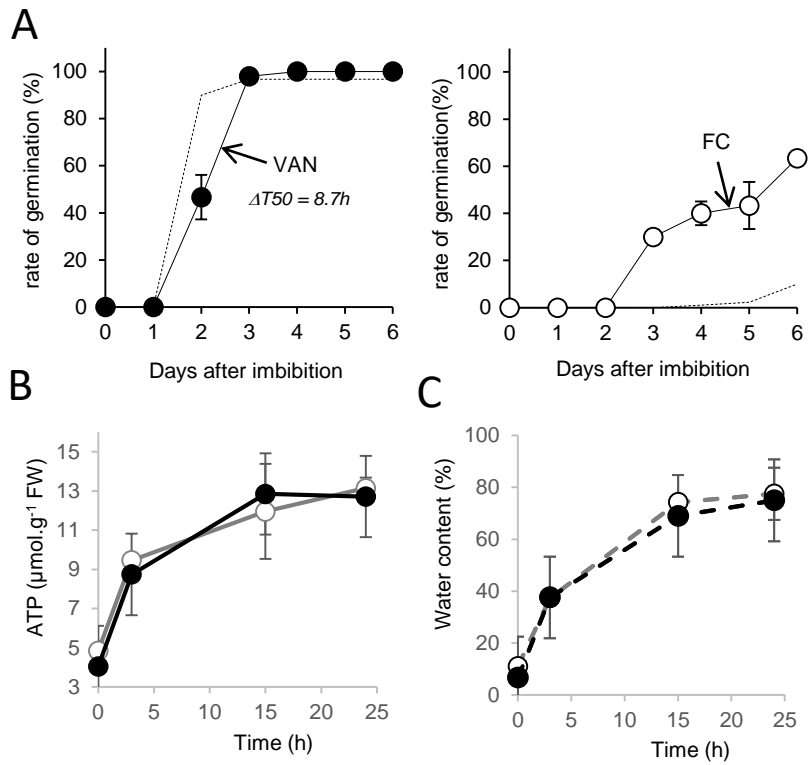 A
rate of germination (%)
100
80
60
40
20
0
VAN
ΔT50 = 8.7h
0 1 2 3 4 5 6
Days after imbibition
rate of germination(%)
100
80
60
40
20
0
FC
0 1 2 3 4 5 6
Days after imbibition
B
ATP (µmol.g⁻¹ FW)
15
13
11
9
7
5
3
0 5 10 15 20 25
Time (h)
C
Water content (%)
100
80
60
40
20
0
0 5 10 15 20 25
Time (h)